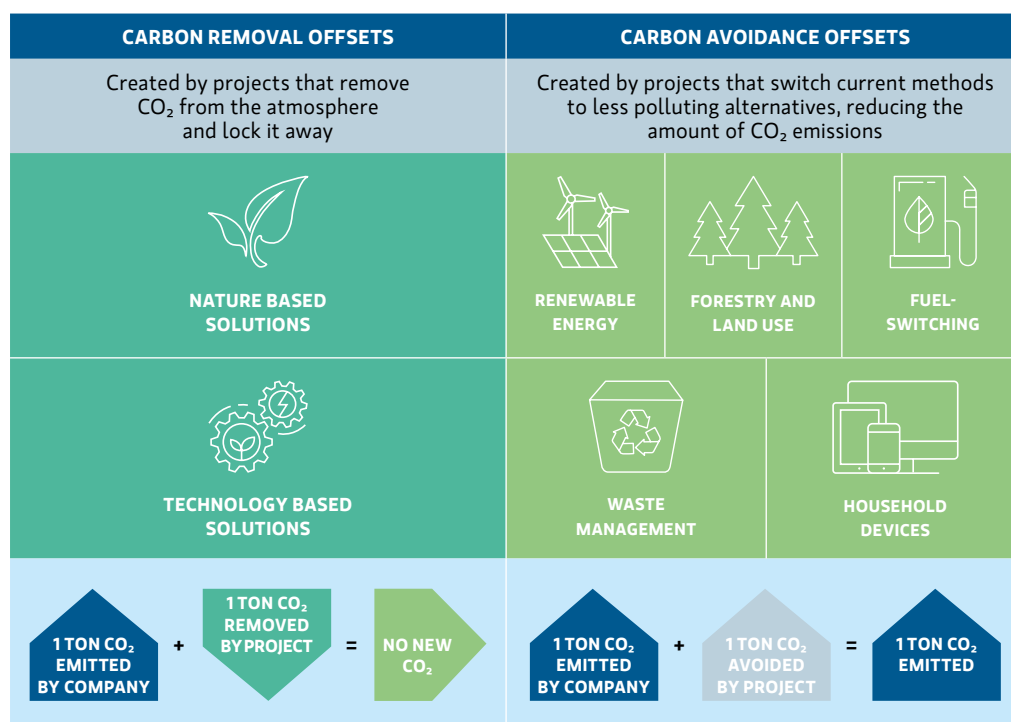 CARBON REMOVAL OFFSETS
Created by projects that remove
CO₂ from the atmosphere
and lock it away
NATURE BASED
SOLUTIONS
TECHNOLOGY BASED
SOLUTIONS
1 TON CO₂
EMITTED
BY COMPANY
+
1 TON CO₂
REMOVED
BY PROJECT
=
NO NEW
CO₂
CARBON AVOIDANCE OFFSETS
Created by projects that switch current methods
to less polluting alternatives, reducing the
amount of CO₂ emissions
RENEWABLE
ENERGY
FORESTRY AND
LAND USE
FUEL-
SWITCHING
WASTE
MANAGEMENT
HOUSEHOLD
DEVICES
1 TON CO₂
EMITTED
BY COMPANY
+
1 TON CO₂
AVOIDED
BY PROJECT
=
1 TON CO₂
EMITTED